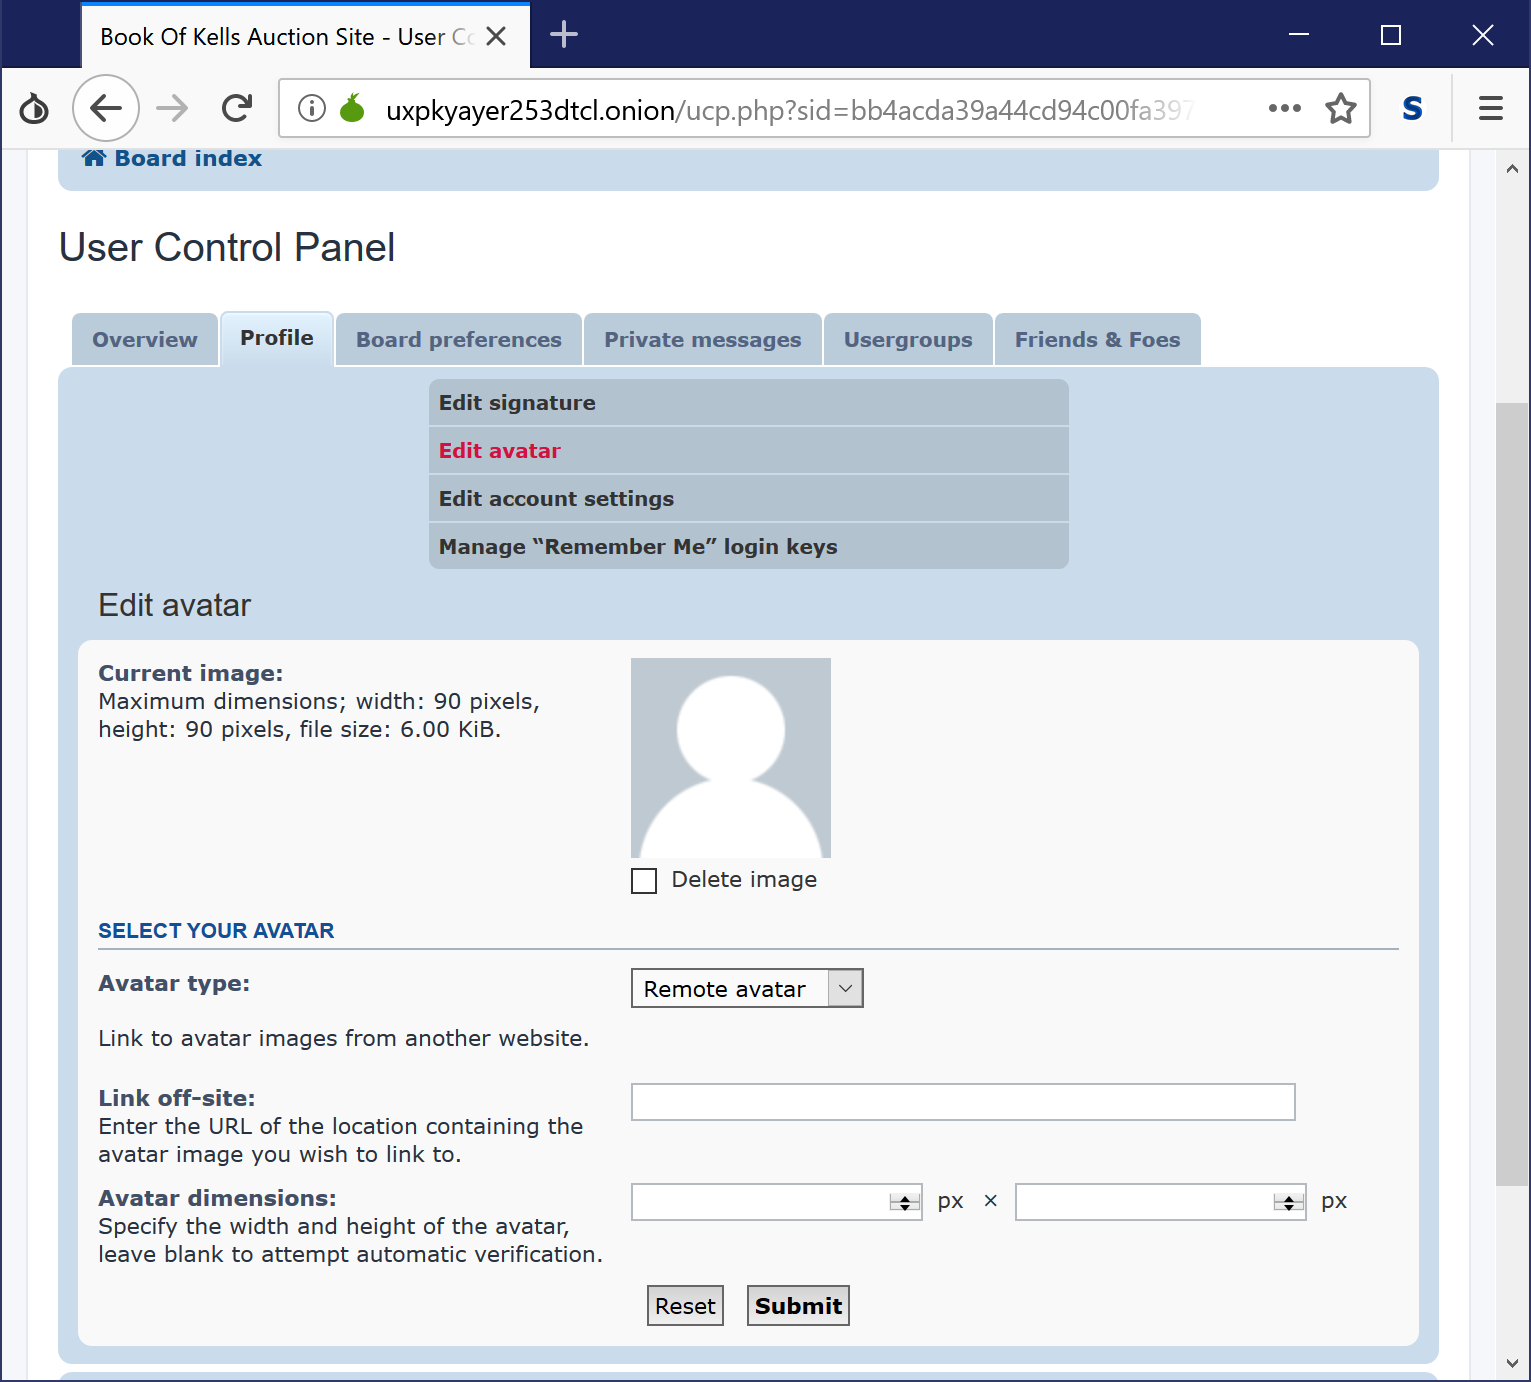 Book Of Kells Auction Site - User Co
uxpkyayer253dtcl.onion/ucp.php?sid=bb4acda39a44cd94c00fa397
S
Board index
User Control Panel
Overview Profile Board preferences Private messages Usergroups Friends & Foes
Edit signature
Edit avatar
Edit account settings
Manage “Remember Me” login keys
Edit avatar
Current image:
Maximum dimensions; width: 90 pixels,
height: 90 pixels, file size: 6.00 KiB.
Delete image
SELECT YOUR AVATAR
Avatar type:
Remote avatar
Link to avatar images from another website.
Link off-site:
Enter the URL of the location containing the
avatar image you wish to link to.
Avatar dimensions:
px × px
Specify the width and height of the avatar,
leave blank to attempt automatic verification.
Reset Submit